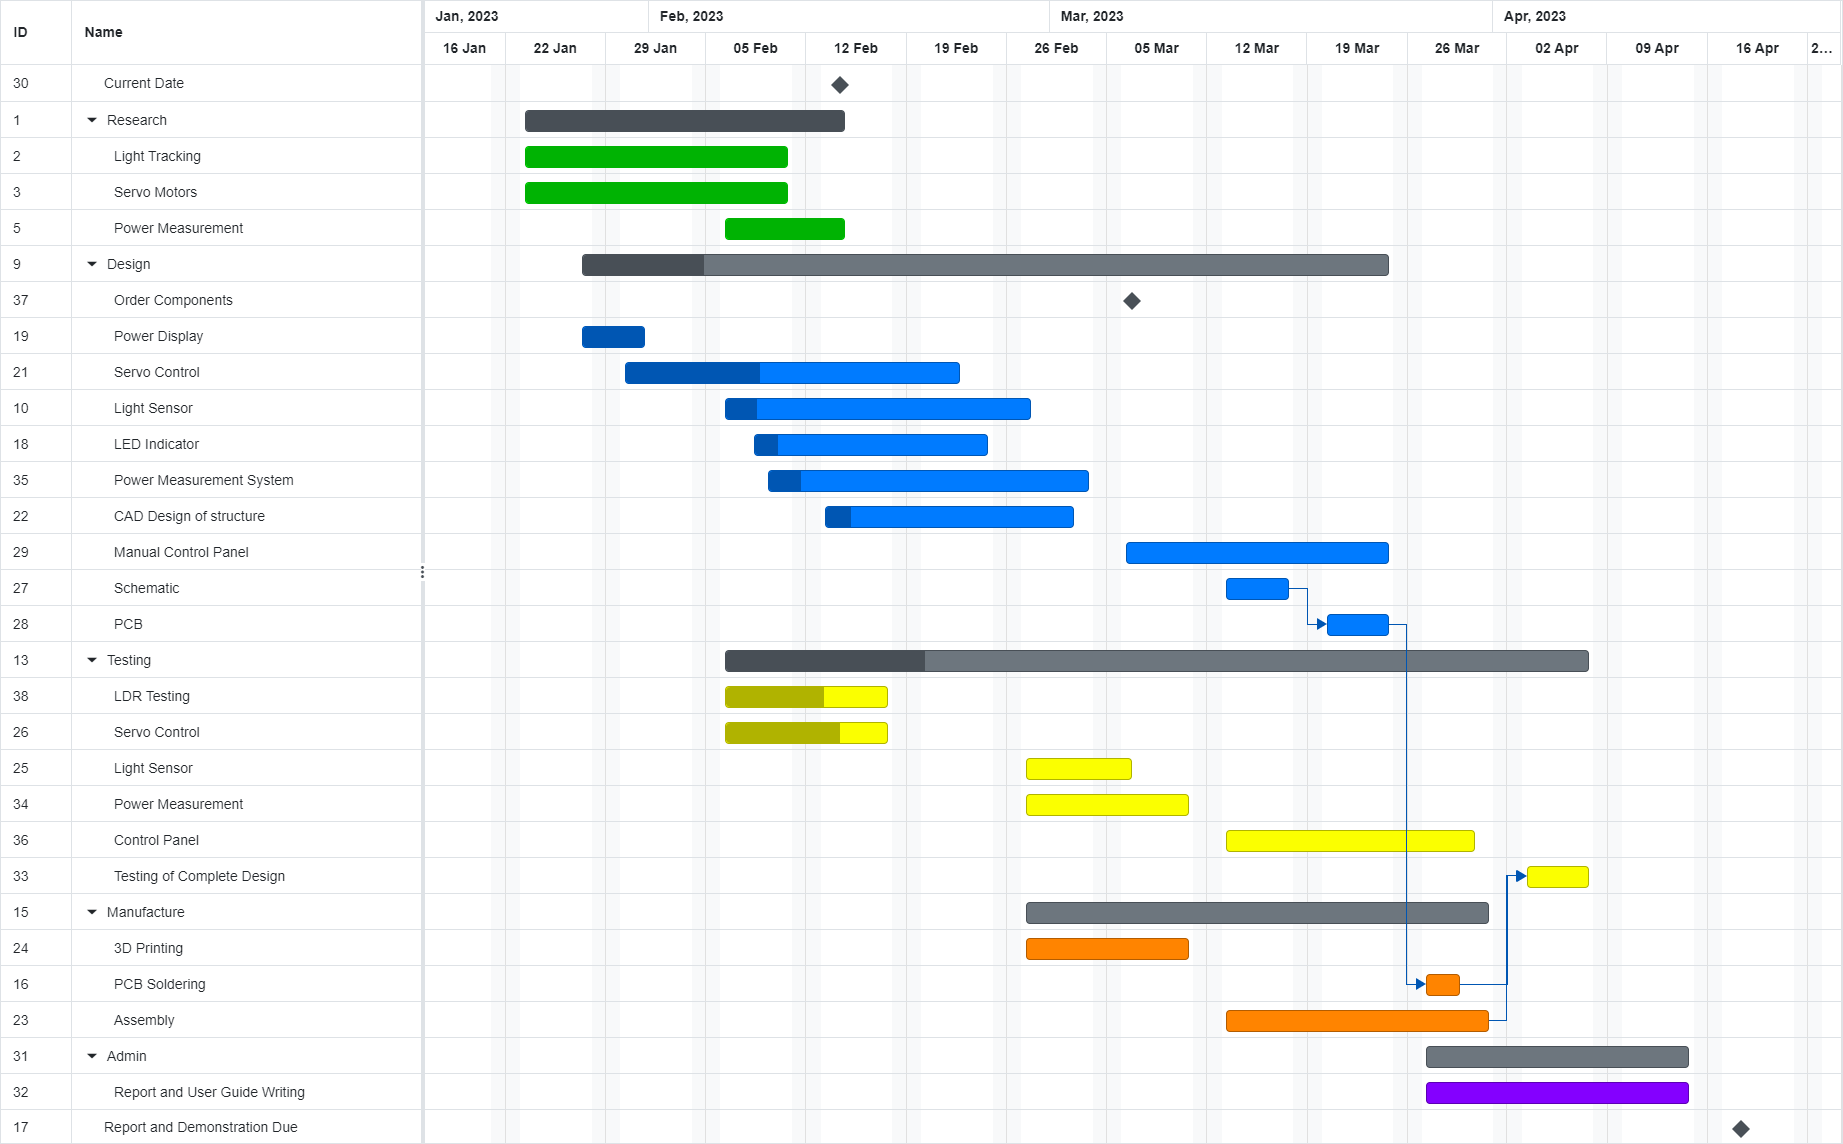 ID Name Jan, 2023 Feb, 2023 Mar, 2023 Apr, 2023
16 Jan 22 Jan 29 Jan 05 Feb 12 Feb 19 Feb 26 Feb 05 Mar 12 Mar 19 Mar 26 Mar 02 Apr 09 Apr 16 Apr 2...
30 Current Date
1 Research
2 Light Tracking
3 Servo Motors
5 Power Measurement
9 Design
37 Order Components
19 Power Display
21 Servo Control
10 Light Sensor
18 LED Indicator
35 Power Measurement System
22 CAD Design of structure
29 Manual Control Panel
27 Schematic
28 PCB
13 Testing
38 LDR Testing
26 Servo Control
25 Light Sensor
34 Power Measurement
36 Control Panel
33 Testing of Complete Design
15 Manufacture
24 3D Printing
16 PCB Soldering
23 Assembly
31 Admin
32 Report and User Guide Writing
17 Report and Demonstration Due